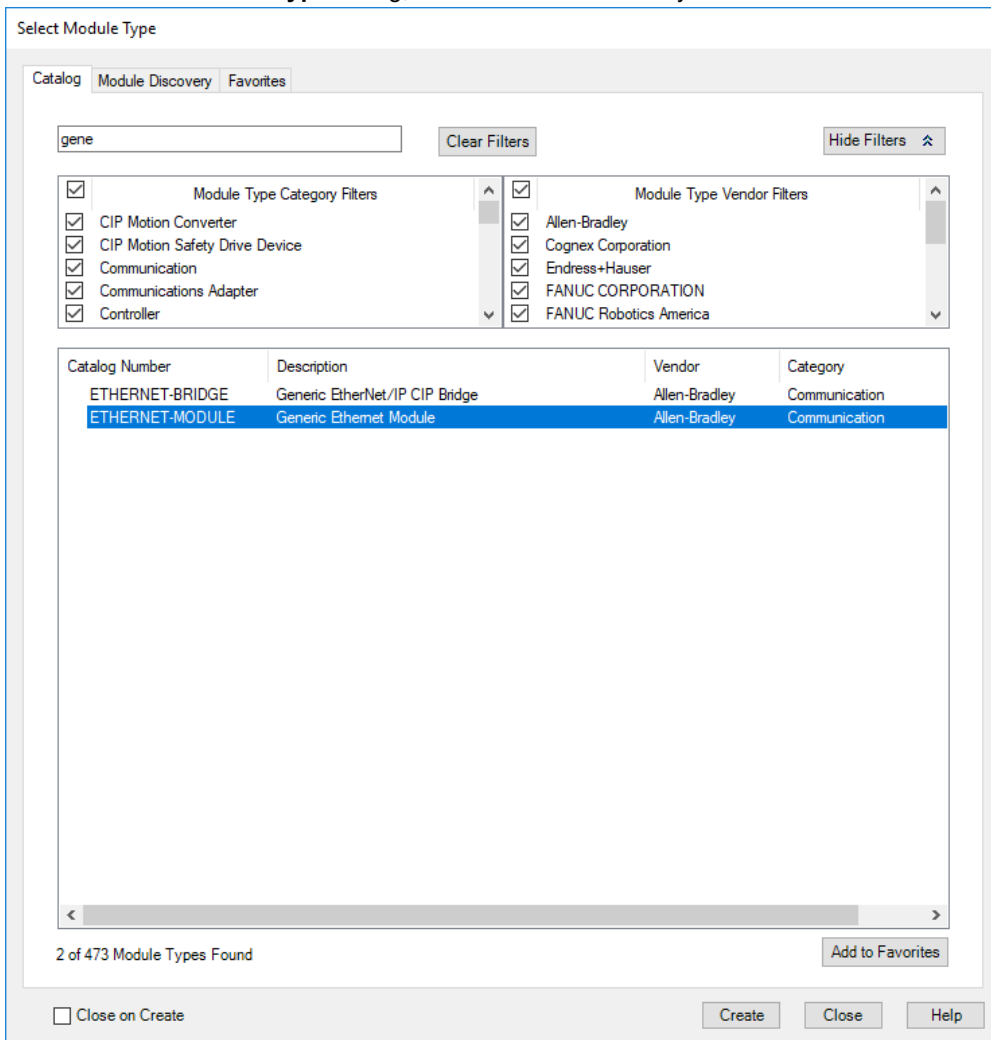 Select Module Type
Catalog Module Discovery Favorites
gene Clear Filters Hide Filters
Module Type Category Filters Module Type Vendor Filters
CIP Motion Converter Allen-Bradley
CIP Motion Safety Drive Device Cognex Corporation
Communication Endress+Hauser
Communications Adapter FANUC CORPORATION
Controller FANUC Robotics America
Catalog Number Description Vendor Category
ETHERNET-BRIDGE Generic EtherNet/IP CIP Bridge Allen-Bradley Communication
ETHERNET-MODULE Generic Ethernet Module Allen-Bradley Communication
2 of 473 Module Types Found Add to Favorites
Close on Create Create Close Help